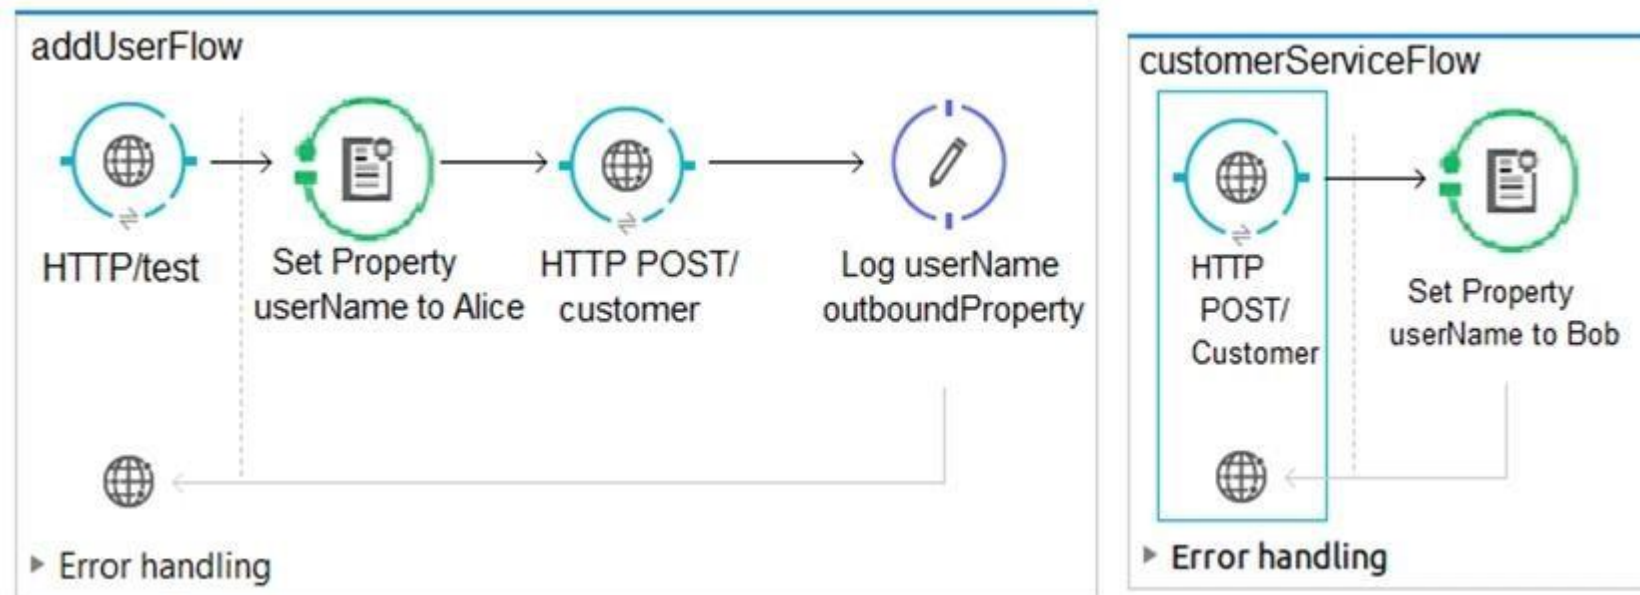 addUserFlow
HTTP/test
Set Property
userName to Alice
HTTP POST/
customer
Log userName
outboundProperty
Error handling
customerServiceFlow
HTTP
POST/
Customer
Set Property
userName to Bob
Error handling